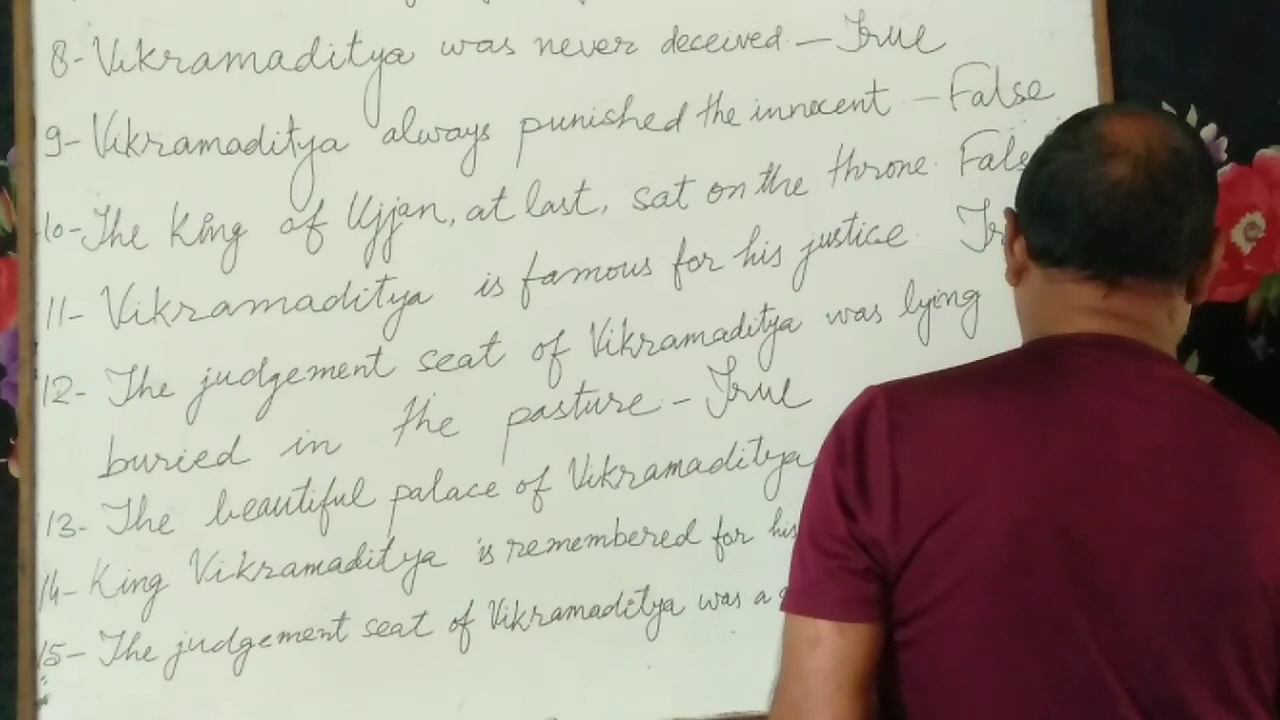 8- Vikramaditya was never deceived. - True
9- Vikramaditya always punished the innocent - False
10- The King of Ujjan, at last, sat on the throne.
11- Vikramaditya is famous for his justice.
12- The judgement seat of Vikramaditya was lying
buried in the pasture - True
13- The beautiful palace of Vikramaditya
14- King Vikramaditya is remembered for his
15- The judgement seat of Vikramaditya was a